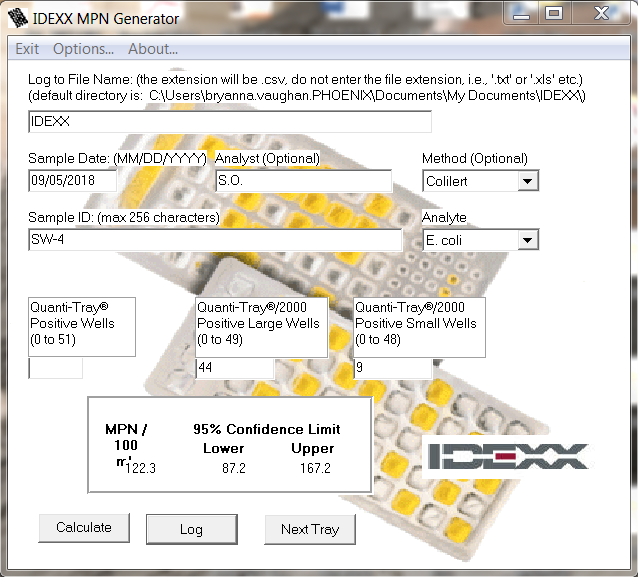 IDEXX MPN Generator
Exit Options... About...
Log to File Name: (the extension will be .csv, do not enter the file extension, i.e., '.txt' or '.xls' etc.)
(default directory is: C:\Users\bryanna.vaughan.PHOENIX\Documents\My Documents\IDEXX\)
IDEXX
Sample Date: (MM/DD/YYYY) Analyst (Optional) Method (Optional)
09/05/2018 S.O. Colilert
Sample ID: (max 256 characters) Analyte
SW-4 E. coli
Quanti-Tray® Quanti-Tray®/2000 Quanti-Tray®/2000
Positive Wells Positive Large Wells Positive Small Wells
(0 to 51) (0 to 49) (0 to 48)
44 9
MPN / 95% Confidence Limit
100 Lower Upper
122.3 87.2 167.2
IDEXX
Calculate Log Next Tray